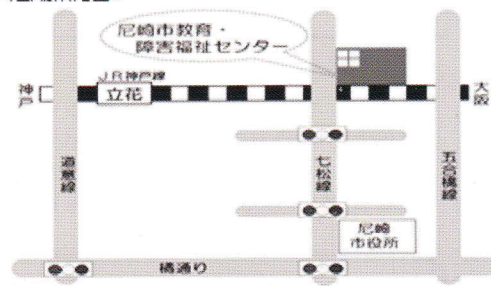 尼崎市教育・
障害福祉センター
JR神戸線
神戸
立花
大阪
道意線
七松線
五合橋線
尼崎
市役所
橘通り